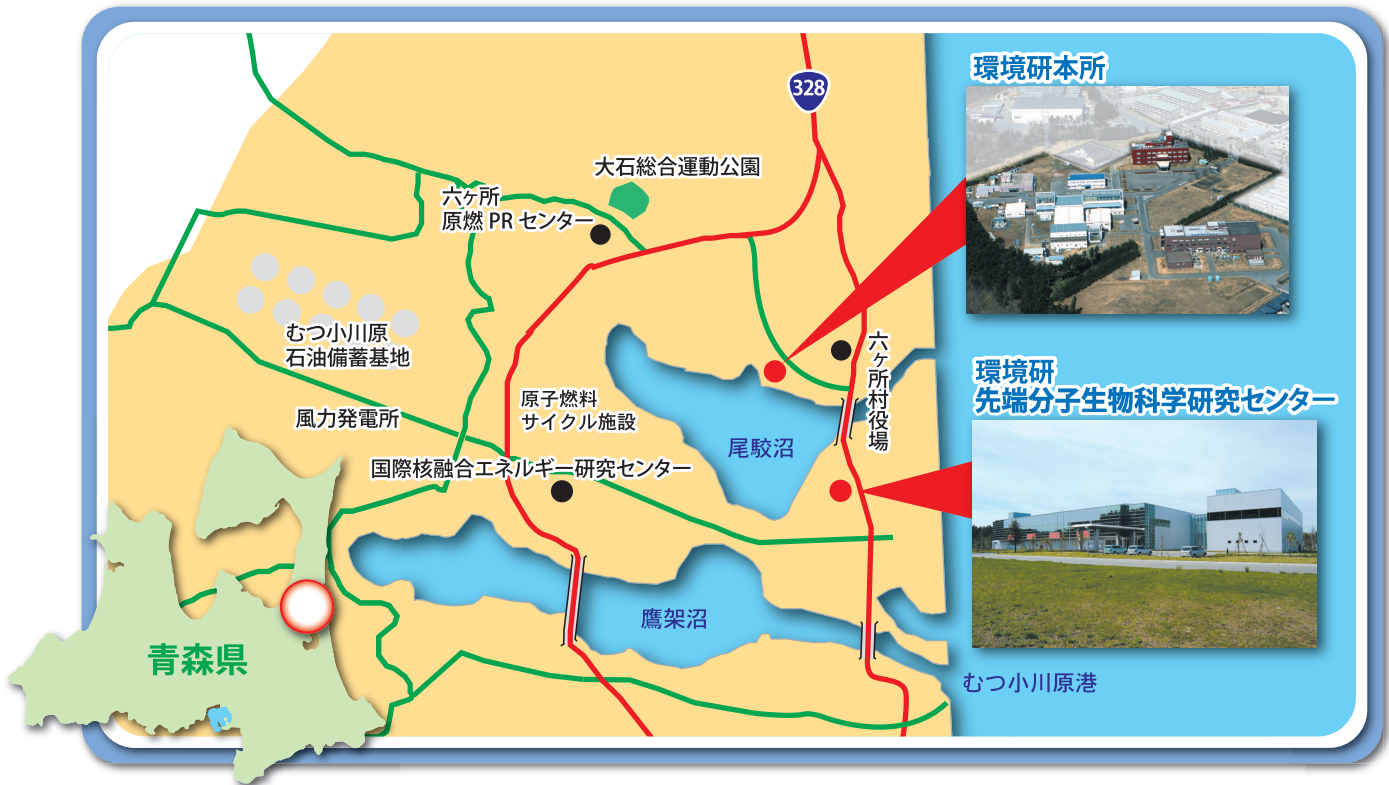 328
環境研本所
大石総合運動公園
六ヶ所
原燃PRセンター
むつ小川原
石油備蓄基地
六ヶ所村役場
環境研
先端分子生物科学研究センター
原子燃料
サイクル施設
風力発電所
尾駮沼
国際核融合エネルギー研究センター
鷹架沼
青森県
むつ小川原港